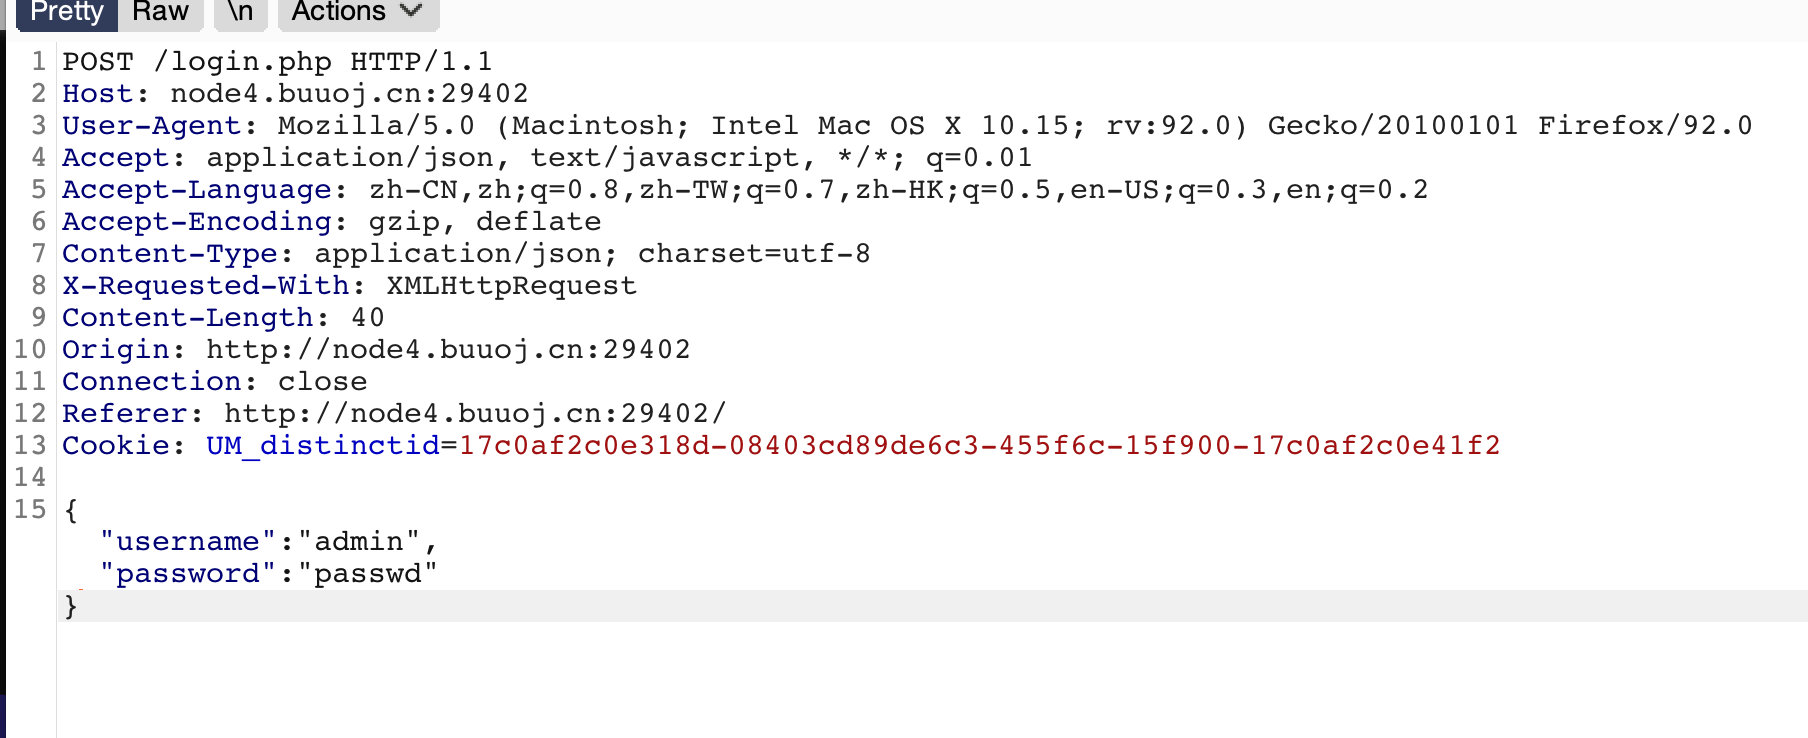 Pretty Raw \n Actions
1 POST /login.php HTTP/1.1
2 Host: node4.buuoj.cn:29402
3 User-Agent: Mozilla/5.0 (Macintosh; Intel Mac OS X 10.15; rv:92.0) Gecko/20100101 Firefox/92.0
4 Accept: application/json, text/javascript, */*; q=0.01
5 Accept-Language: zh-CN,zh;q=0.8,zh-TW;q=0.7,zh-HK;q=0.5,en-US;q=0.3,en;q=0.2
6 Accept-Encoding: gzip, deflate
7 Content-Type: application/json; charset=utf-8
8 X-Requested-With: XMLHttpRequest
9 Content-Length: 40
10 Origin: http://node4.buuoj.cn:29402
11 Connection: close
12 Referer: http://node4.buuoj.cn:29402/
13 Cookie: UM_distinctid=17c0af2c0e318d-08403cd89de6c3-455f6c-15f900-17c0af2c0e41f2
14
15 {
"username":"admin",
"password":"passwd"
}